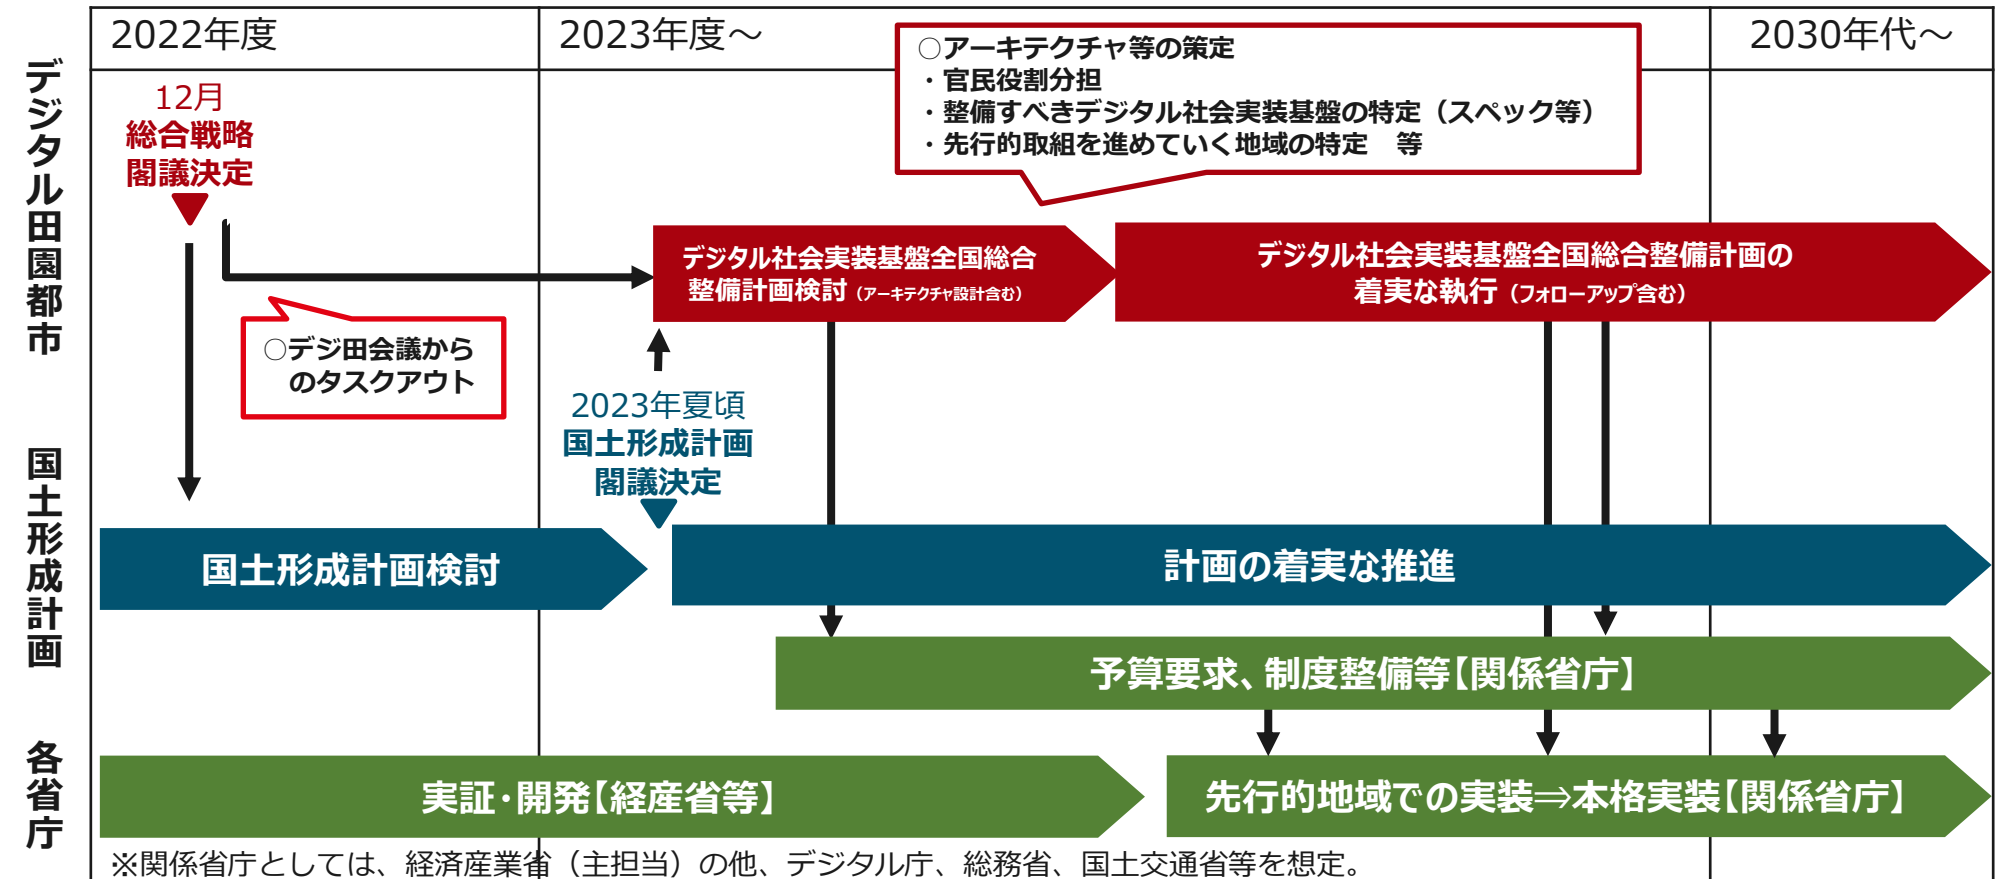 2022年度
2023年度～
2030年代～
デジタル田園都市
国土形成計画
各省庁
○アーキテクチャ等の策定
・官民役割分担
・整備すべきデジタル社会実装基盤の特定（スペック等）
・先行的取組を進めていく地域の特定　等
12月
総合戦略
閣議決定
デジタル社会実装基盤全国総合
整備計画検討（アーキテクチャ設計含む）
デジタル社会実装基盤全国総合整備計画の
着実な執行（フォローアップ含む）
○デジ田会議から
のタスクアウト
2023年夏頃
国土形成計画
閣議決定
国土形成計画検討
計画の着実な推進
予算要求、制度整備等【関係省庁】
実証・開発【経産省等】
先行的地域での実装⇒本格実装【関係省庁】
※関係省庁としては、経済産業省（主担当）の他、デジタル庁、総務省、国土交通省等を想定。